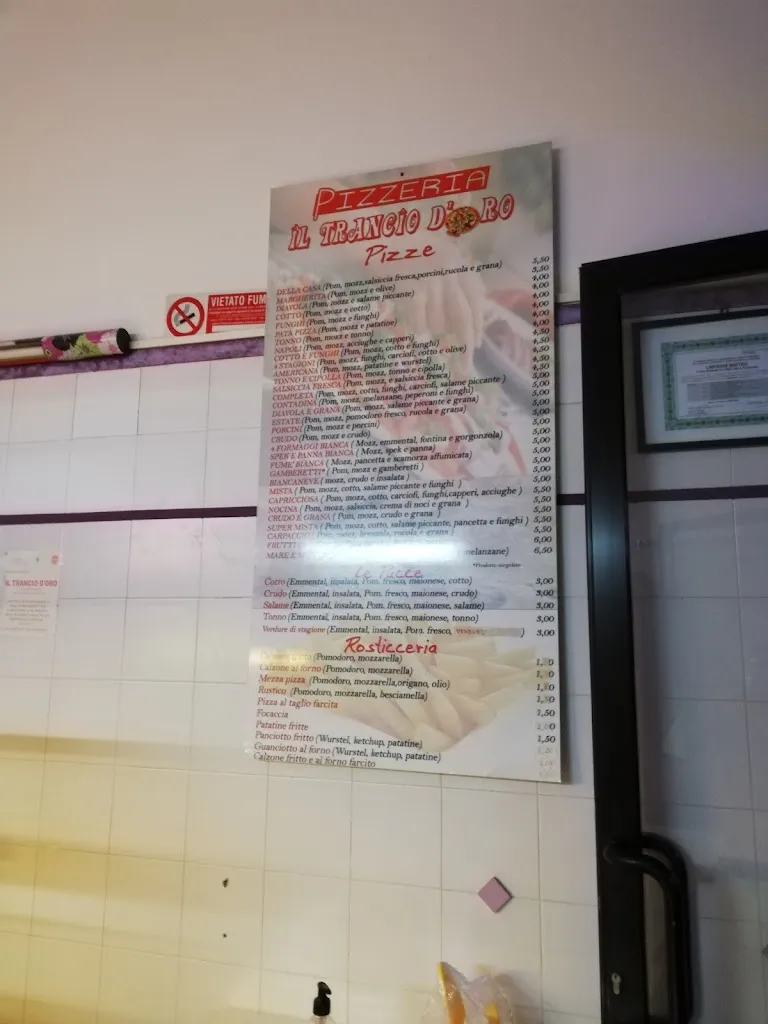 PIZZERIA
IL TRANCIO D'ORO
Pizze
DELLA CASA (Pom, mozz,salsiccia fresca,porcini,rucola e grana) 5,50
MARGHERITA (Pom, mozz e olive) 3,50
DIAVOLA (Pom, mozz e salame piccante) 4,00
COTTO (Pom, mozz e cotto) 4,00
FUNGHI (Pom, mozz e funghi) 4,00
PATA PIZZA (Pom, mozz e patatine) 4,00
TONNO (Pom, mozz e tonno) 4,00
NAPOLI (Pom, mozz, acciughe e capperi)
COTTO E FUNGHI (Pom, mozz, cotto e funghi) 4,50
4 STAGIONI (Pom, mozz, funghi, carciofi, cotto e olive) 4,50
AMERICANA (Pom, mozz, patatine e wurstel) 4,50
TONNO E CIPOLLA (Pom, mozz, tonno e cipolla) 4,50
SALSICCIA FRESCA (Pom, mozz, e salsiccia fresca)
COMPLETA (Pom, mozz, cotto, funghi, carciofi, salame piccante ) 5,00
CONTADINA (Pom, mozz, melanzane, peperoni e funghi) 5,00
DIAVOLA E GRANA (Pom, mozz, salame piccante e grana) 5,00
ESTATE (Pom, mozz, pomodoro fresco, rucola e grana) 5,00
PORCINI (Pom, mozz e porcini) 5,00
CRUDO (Pom, mozz e crudo) 5,00
4 FORMAGGI BIANCA ( Mozz, emmental, fontina e gorgonzola) 5,00
SPEK E PANNA BIANCA ( Mozz, spek e panna) 5,00
FUME' BIANCA ( Mozz, pancetta e scamorza affumicata) 5,00
GAMBERETTI* ( Pom, mozz e gamberetti ) 5,00
BIANCANEVE ( mozz, crudo e insalata ) 5,00
MISTA ( Pom, mozz, cotto, salame piccante e funghi ) 5,00
CAPRICCIOSA ( Pom, mozz, cotto, carciofi, funghi,capperi, acciughe ) 5,50
NOCINA ( Pom, mozz, salsiccia, crema di noci e grana ) 5,50
CRUDO E GRANA ( Pom, mozz, crudo e grana ) 5,50
SUPER MISTA ( Pom, mozz, cotto, salame piccante, pancetta e funghi ) 5,50
CARPACCIO rucola e grana ) 5,50
FRUTTI 6,00
MARE E melanzane) 6,50
*Prodotto surgelato
Le Pucce
Cotto (Emmental, insalata, Pom. fresco, maionese, cotto) 3,00
Crudo (Emmental, insalata, Pom. fresco, maionese, crudo) 3,00
Salame (Emmental, insalata, Pom. fresco, maionese, salame) 3,00
Tonno (Emmental, insalata, Pom. fresco, maionese, tonno) 3,00
Verdure di stagione (Emmental, insalata, Pom. fresco, ) 3,00
Rosticceria
(Pomodoro, mozzarella)
Calzone al forno (Pomodoro, mozzarella)
Mezza pizza (Pomodoro, mozzarella,origano, olio)
Rustico (Pomodoro, mozzarella, besciamella)
Pizza al taglio farcita
Focaccia 1,50
Patatine fritte
Panciotto fritto (Wurstel, ketchup, patatine) 1,50
Guanciotto al forno (Wurstel, ketchup, patatine)
Calzone fritto e al forno farcito
VIETATO FUM
IL TRANCIO D'ORO